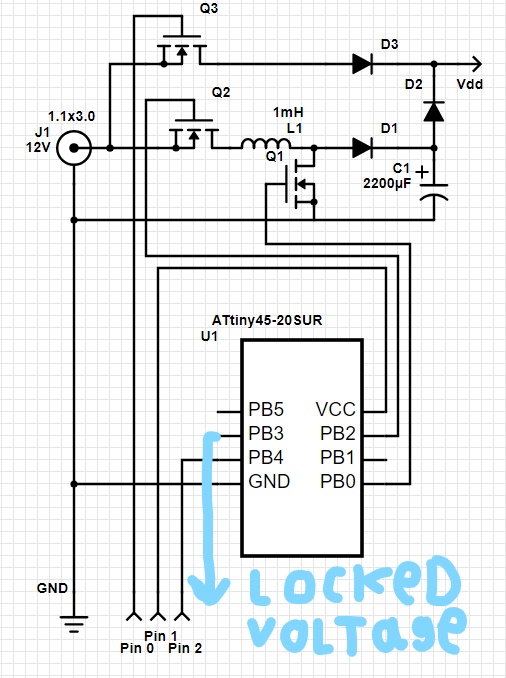 Q3
D3
D2
Vdd
Q2
1.1x3.0
J1
12V
1mH
L1
D1
Q1
C1
2200µF
ATtiny45-20SUR
U1
PB5 VCC
PB3 PB2
PB4 PB1
GND PB0
GND
LOCKED
VOLTAGE
Pin 1
Pin 0 Pin 2